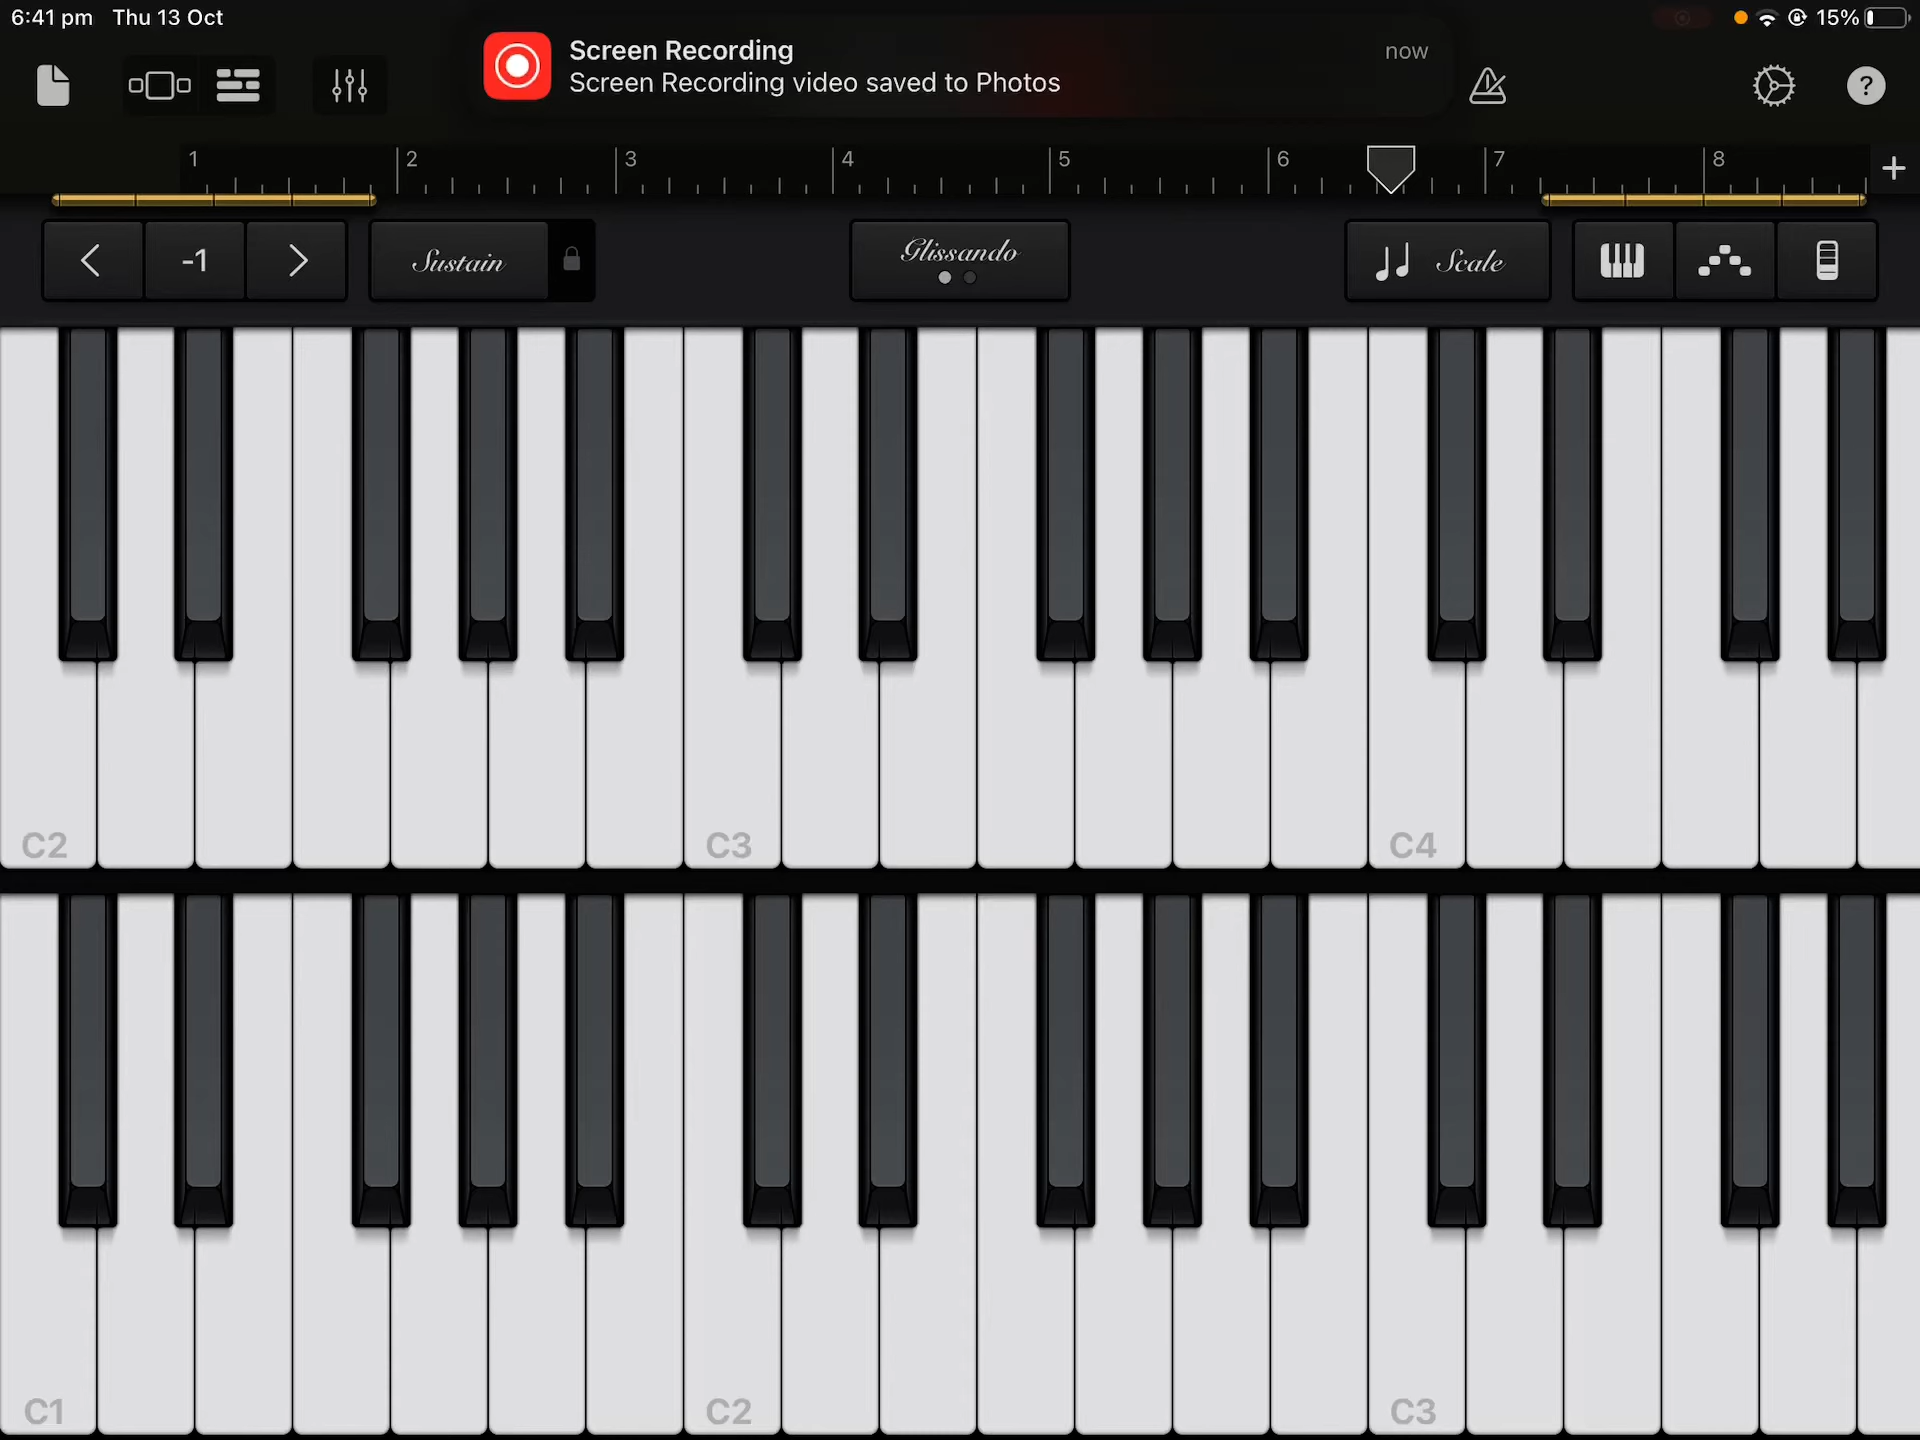 6:41 pm Thu 13 Oct
15%
Screen Recording
now
Screen Recording video saved to Photos
?
1 2 3 4 5 6 7 8
-1
Sustain
Glissando
Scale
C2 C3 C4
C1 C2 C3